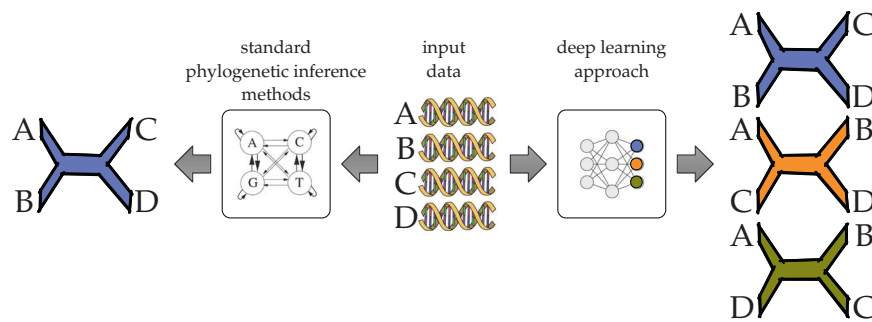 standard
phylogenetic inference
methods
input
data
deep learning
approach
A C
B D
A C
G T
A
B
C
D
A C
B D
A B
C D
A B
D C